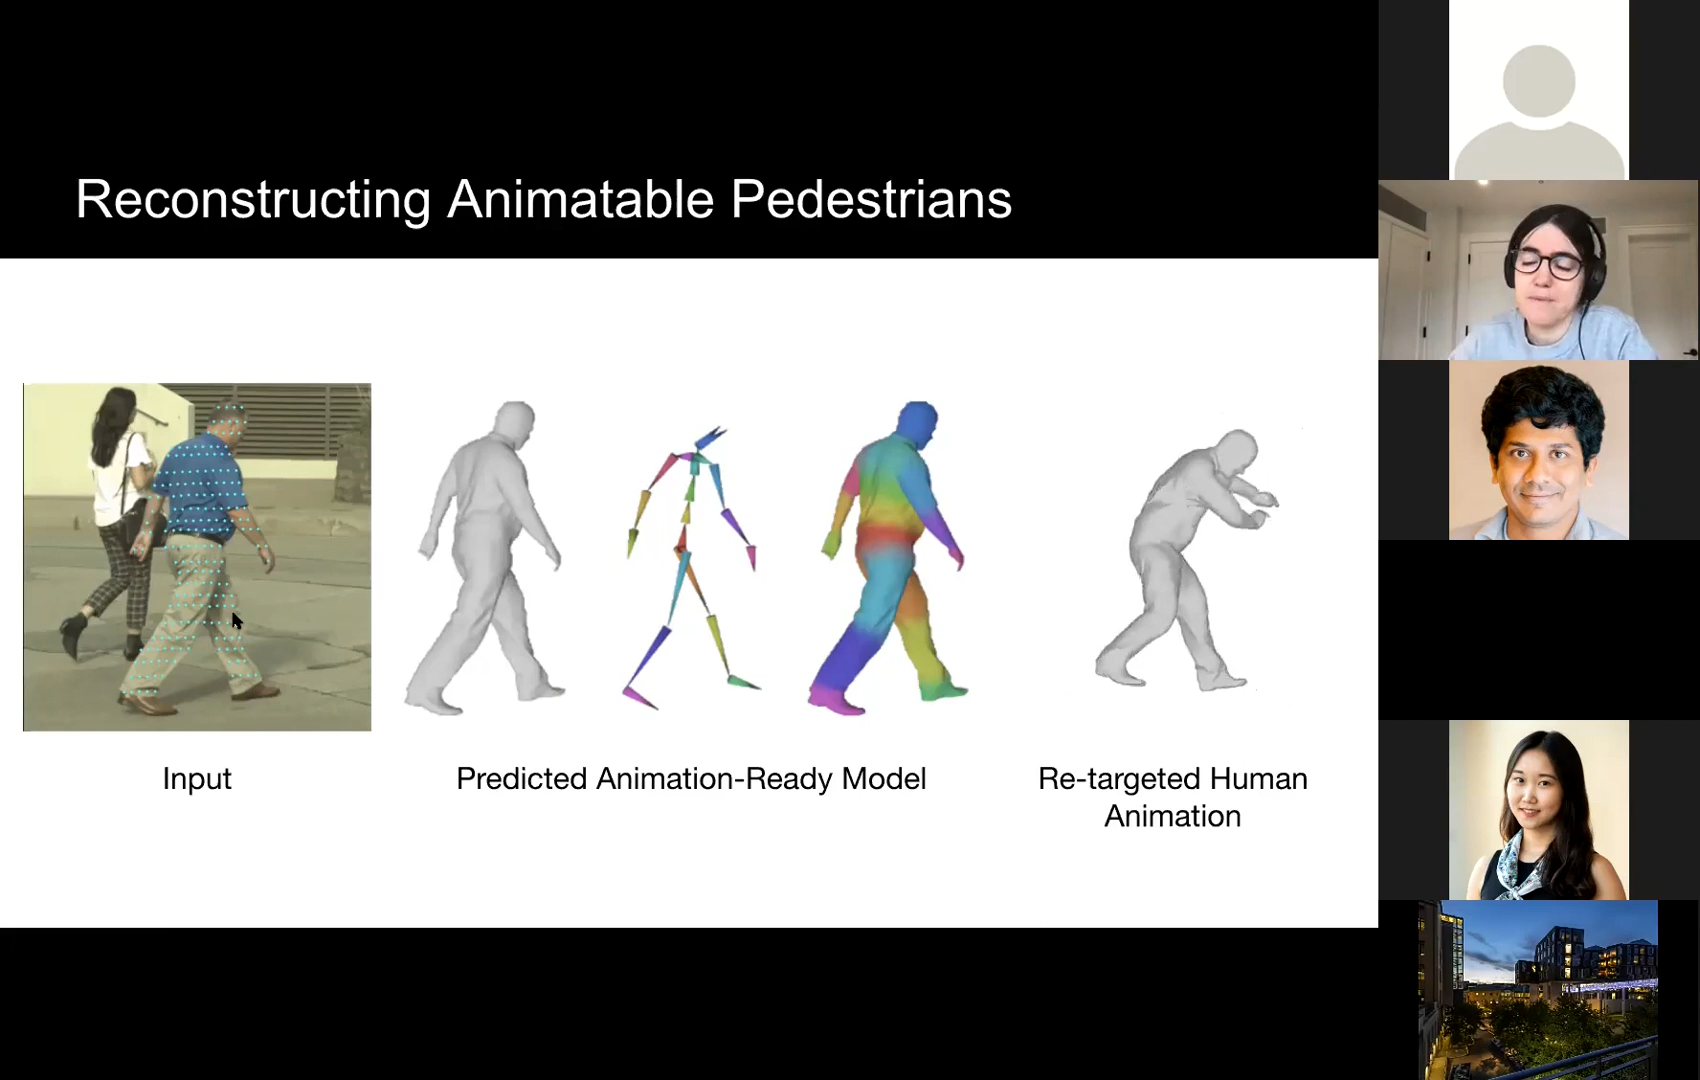 Reconstructing Animatable Pedestrians
Input
Predicted Animation-Ready Model
Re-targeted Human
Animation